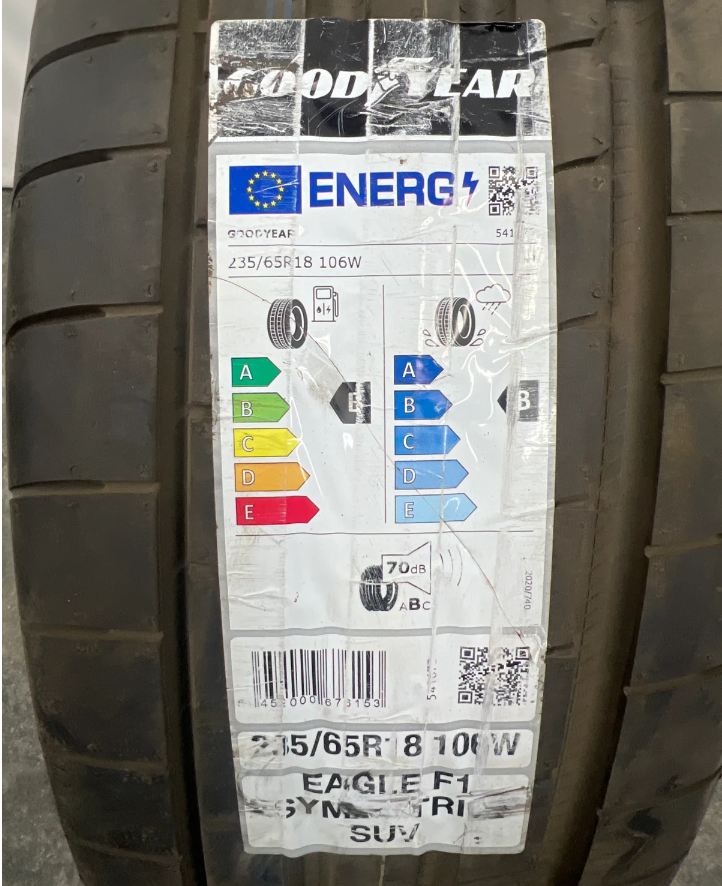 GOODYEAR
ENERG
GOODYEAR 541
235/65R18 106W
A A
B B B
C C
D D
E E
70dB
ABC
2020/740
235/65R18 106W
EAGLE F1
SUV